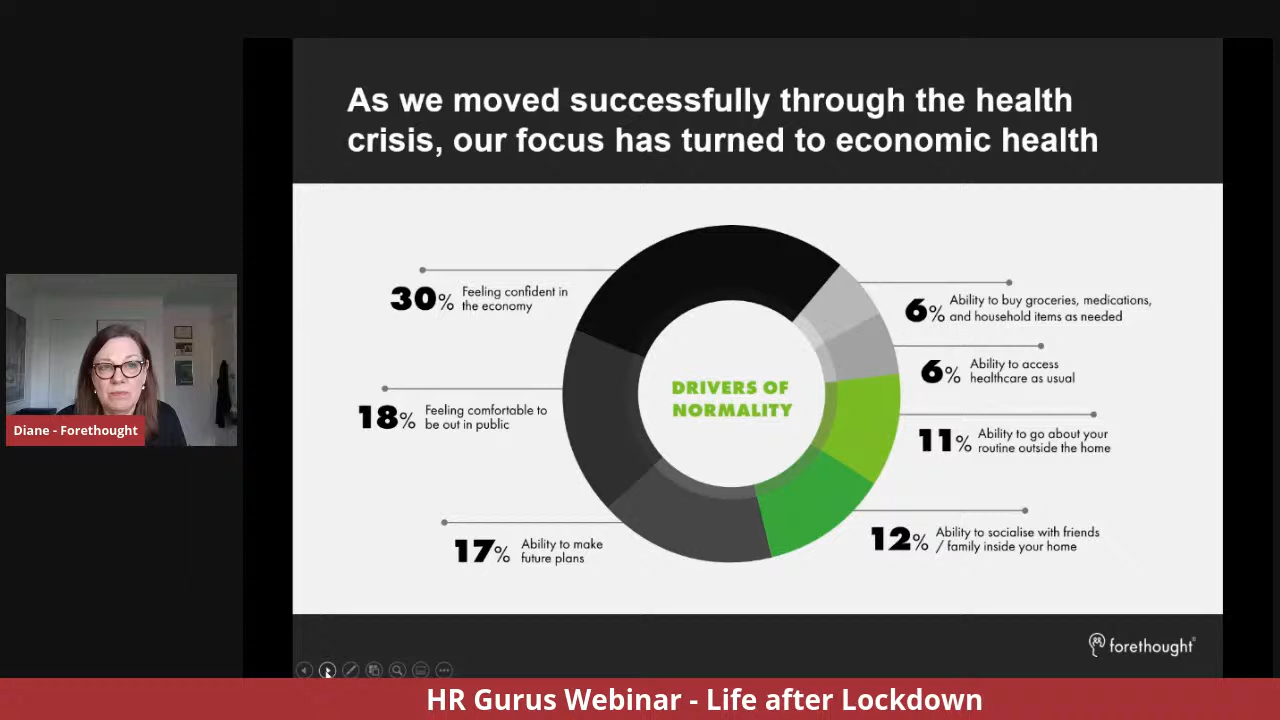 As we moved successfully through the health
crisis, our focus has turned to economic health
30% Feeling confident in
the economy
18% Feeling comfortable to
be out in public
17% Ability to make
future plans
DRIVERS OF
NORMALITY
6% Ability to buy groceries, medications,
and household items as needed
6% Ability to access
healthcare as usual
11% Ability to go about your
routine outside the home
12% Ability to socialise with friends
/ family inside your home
forethought®
Diane - Forethought
HR Gurus Webinar - Life after Lockdown